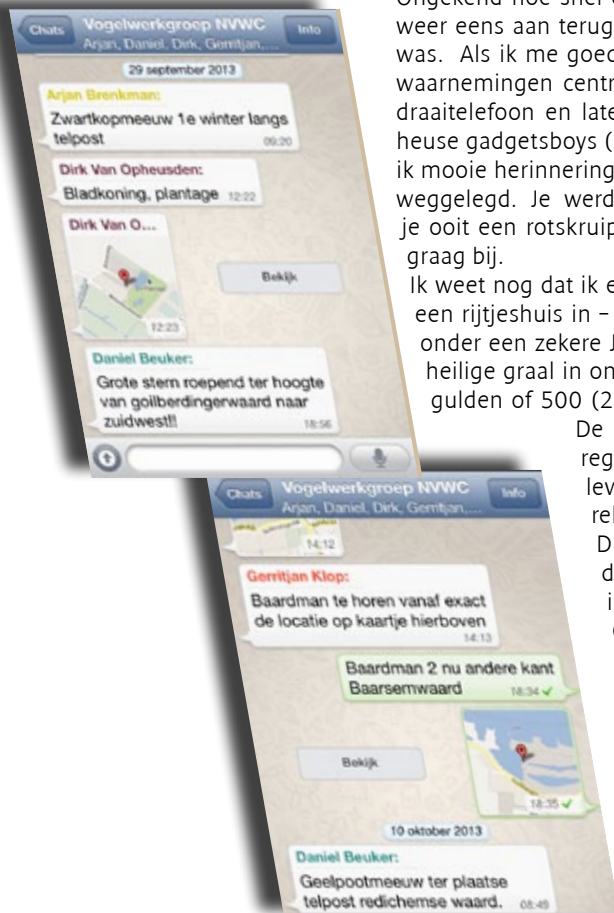 Chats
Vogelwerkgroep NVWC
Info
Arjan, Daniel, Dirk, Gerritjan,...
29 september 2013
Arjan Brenkman:
Zwartkopmeeuw 1e winter langs
telpost
09:20
Dirk Van Opheusden:
Bladkoning, plantage 12:22
Dirk Van O...
Bekijk
12:23
Daniel Beuker:
Grote stern roepend ter hoogte
van goilberdingerwaard naar
zuidwest!!
18:56
Chats
Vogelwerkgroep NVWC
Info
Arjan, Daniel, Dirk, Gerritjan,...
14:12
Gerritjan Klop:
Baardman te horen vanaf exact
de locatie op kaartje hierboven
14:13
Baardman 2 nu andere kant
Baarsemwaard 18:34
Bekijk
18:35
10 oktober 2013
Daniel Beuker:
Geelpootmeeuw ter plaatse
telpost redichemse waard. 08:49
weer eens aan terug
was. Als ik me goed
waarnemingen centr
draaitelefoon en late
heuse gadgetsboys (
ik mooie herinnering
weggelegd. Je werd
je ooit een rotskruip
graag bij.
Ik weet nog dat ik e
een rijtjeshuis in –
onder een zekere J
heilige graal in on
gulden of 500 (2
De
reg
lev
rel
D
d
i